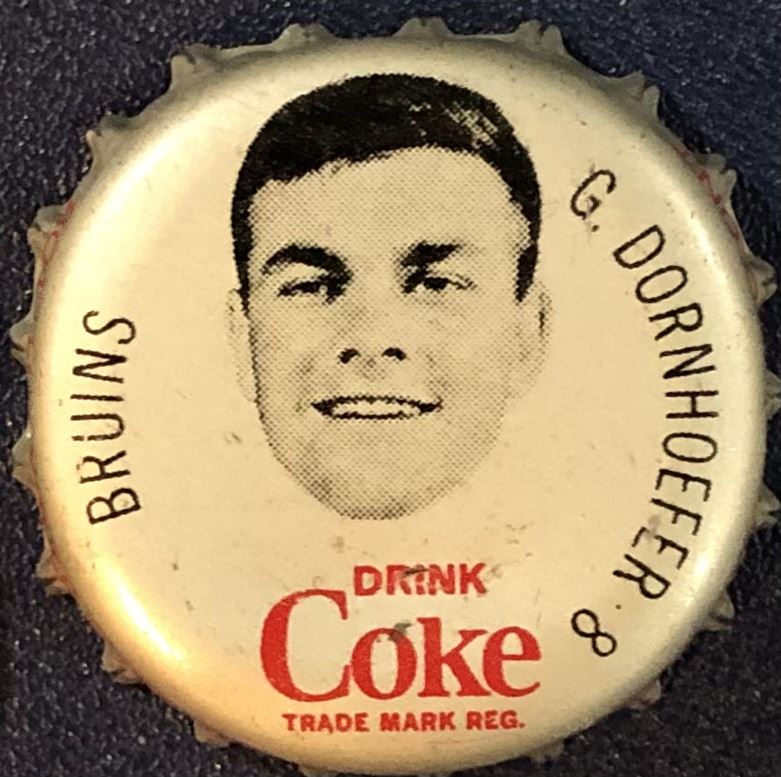 BRUINS
G. DORNHOEFER 8
DRINK
Coke
TRADE MARK REG.